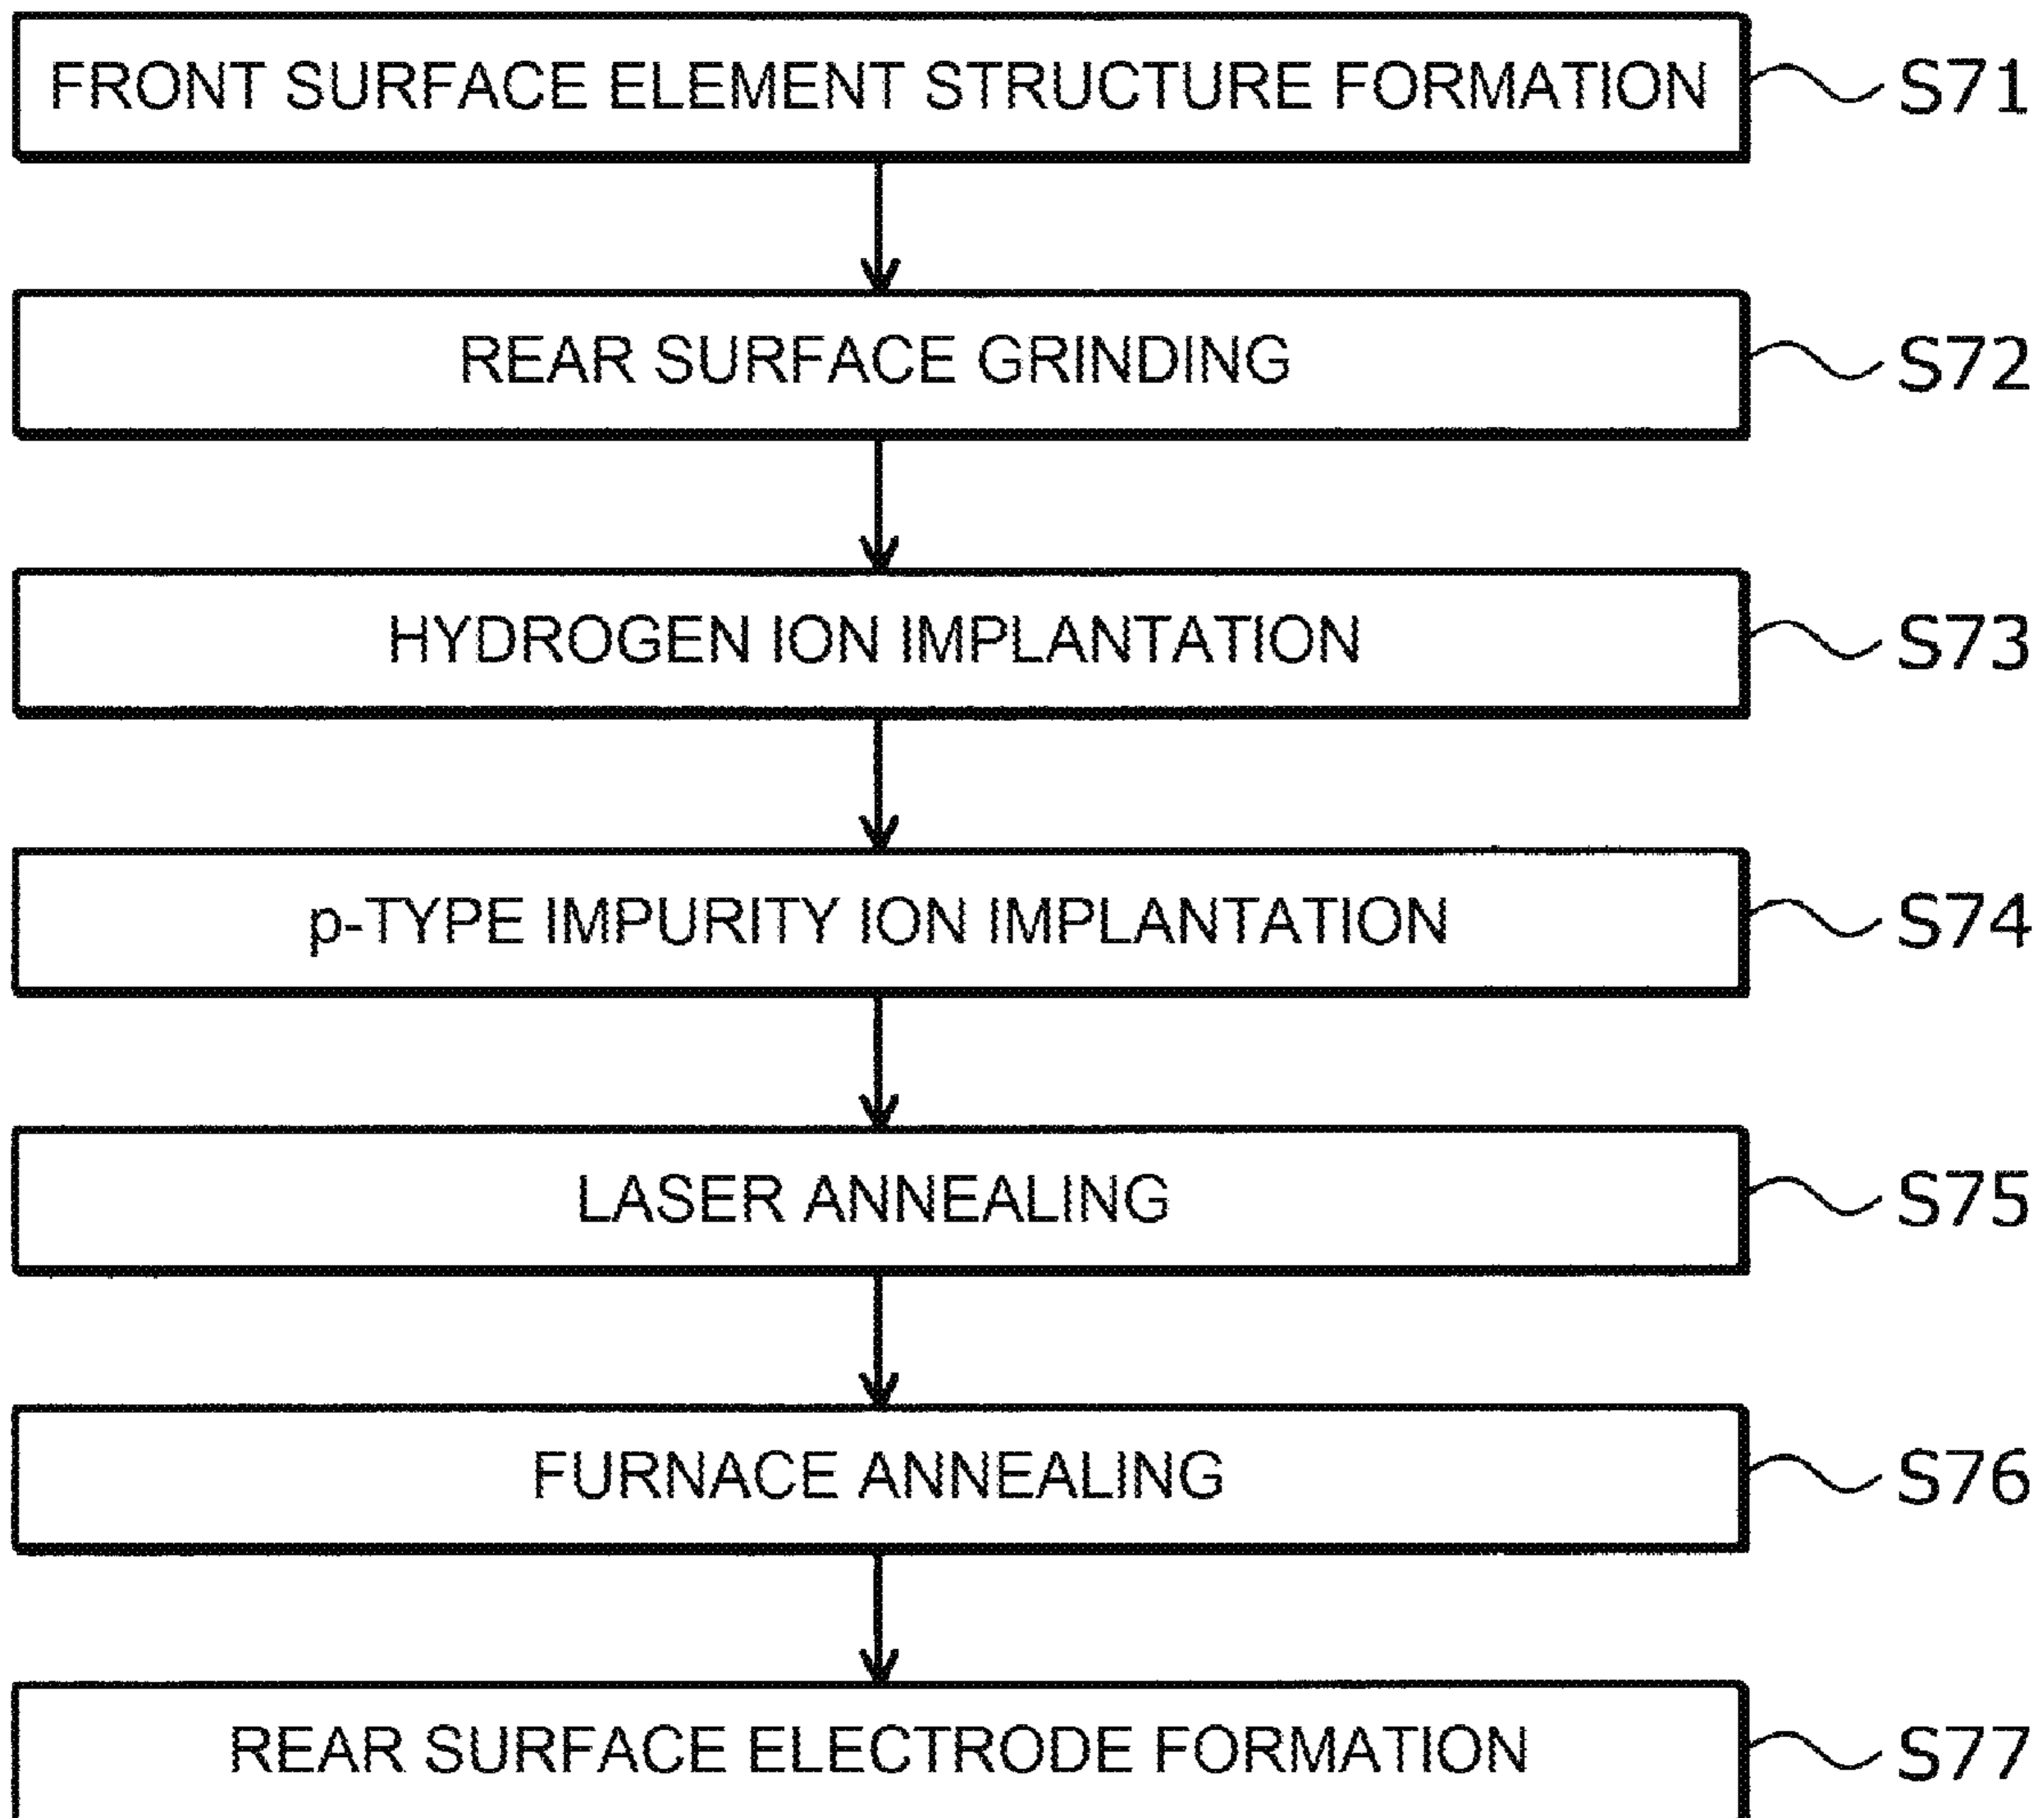 FRONT SURFACE ELEMENT STRUCTURE FORMATION S71
REAR SURFACE GRINDING S72
HYDROGEN ION IMPLANTATION S73
p-TYPE IMPURITY ION IMPLANTATION S74
LASER ANNEALING S75
FURNACE ANNEALING S76
REAR SURFACE ELECTRODE FORMATION S77